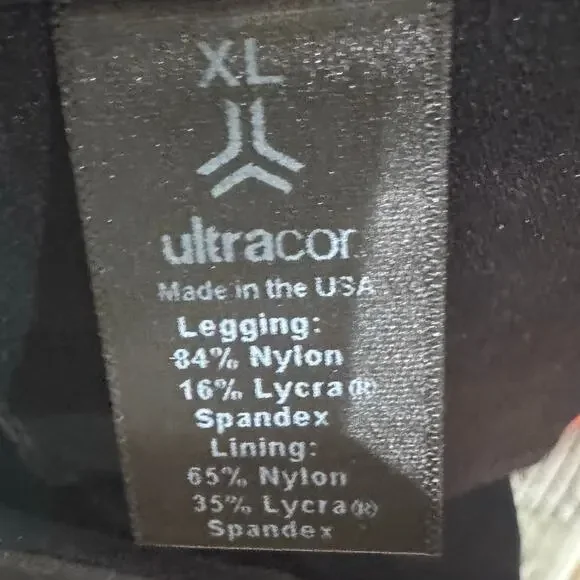 XL
ultracor
Made in the USA
Legging:
84% Nylon
16% Lycra®
Spandex
Lining:
65% Nylon
35% Lycra®
Spandex